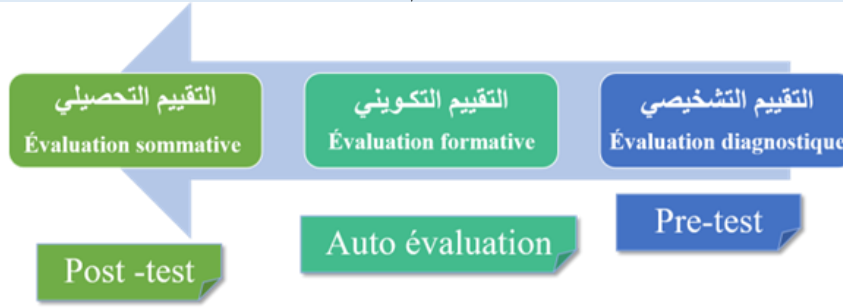 التقييم التشخيصي
Évaluation diagnostique
التقييم التكويني
Évaluation formative
التقييم التحصيلي
Évaluation sommative
Pre-test
Auto évaluation
Post -test